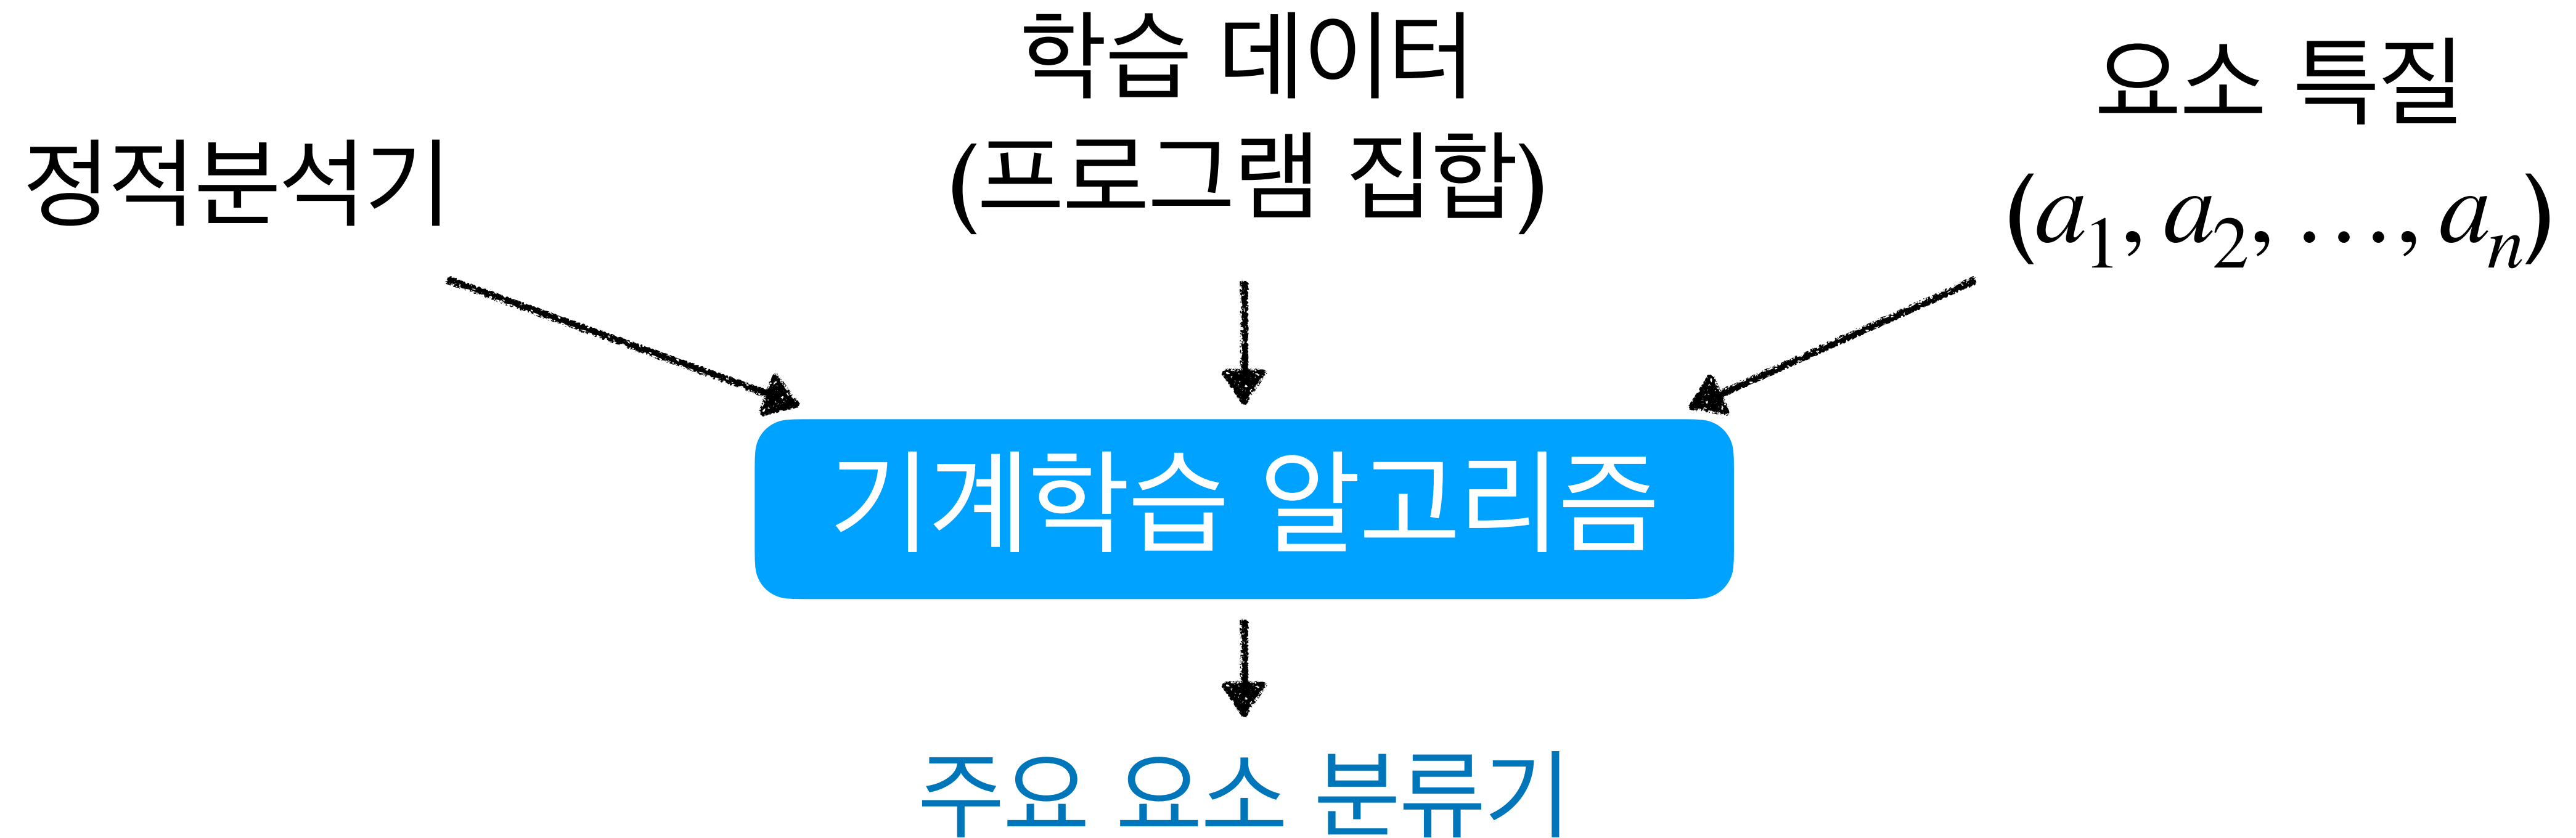 정적분석기
학습 데이터
(프로그램 집합)
요소 특질
(a₁, a₂, …, aₙ)
기계학습 알고리즘
주요 요소 분류기